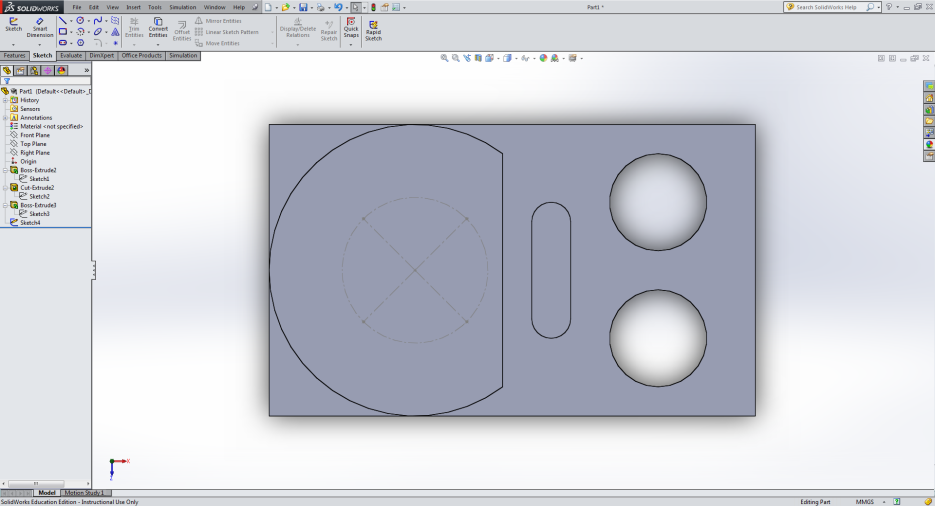 SOLIDWORKS File Edit View Insert Tools Simulation Window Help Part1 * Search SolidWorks Help
Sketch Smart Dimension Trim Entities Convert Entities Offset Entities Mirror Entities Linear Sketch Pattern Move Entities Display/Delete Relations Repair Sketch Quick Snaps Rapid Sketch
Features Sketch Evaluate DimXpert Office Products Simulation
Part1 (Default<<Default>_D
History
Sensors
Annotations
Material <not specified>
Front Plane
Top Plane
Right Plane
Origin
Boss-Extrude2
Sketch1
Cut-Extrude2
Sketch2
Boss-Extrude3
Sketch3
Sketch4
X
Z
Model Motion Study 1
SolidWorks Education Edition - Instructional Use Only Editing Part MMGS